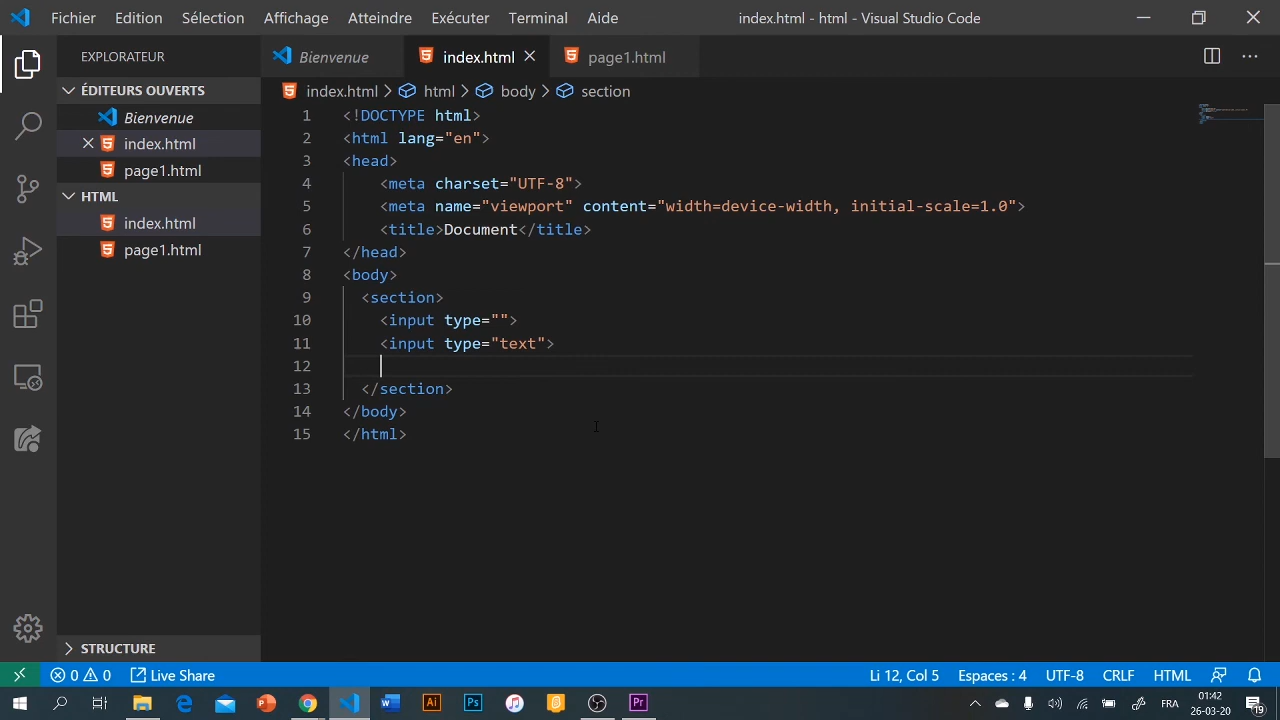 Fichier Edition Sélection Affichage Atteindre Exécuter Terminal Aide index.html - html - Visual Studio Code
EXPLORATEUR
ÉDITEURS OUVERTS
Bienvenue
index.html
page1.html
HTML
index.html
page1.html
STRUCTURE
Bienvenue index.html page1.html
index.html > html > body > section
1 <!DOCTYPE html>
2 <html lang="en">
3 <head>
4 <meta charset="UTF-8">
5 <meta name="viewport" content="width=device-width, initial-scale=1.0">
6 <title>Document</title>
7 </head>
8 <body>
9 <section>
10 <input type="">
11 <input type="text">
12
13 </section>
14 </body>
15 </html>
0 0 Live Share Li 12, Col 5 Espaces : 4 UTF-8 CRLF HTML
FRA 01:42
26-03-20
19